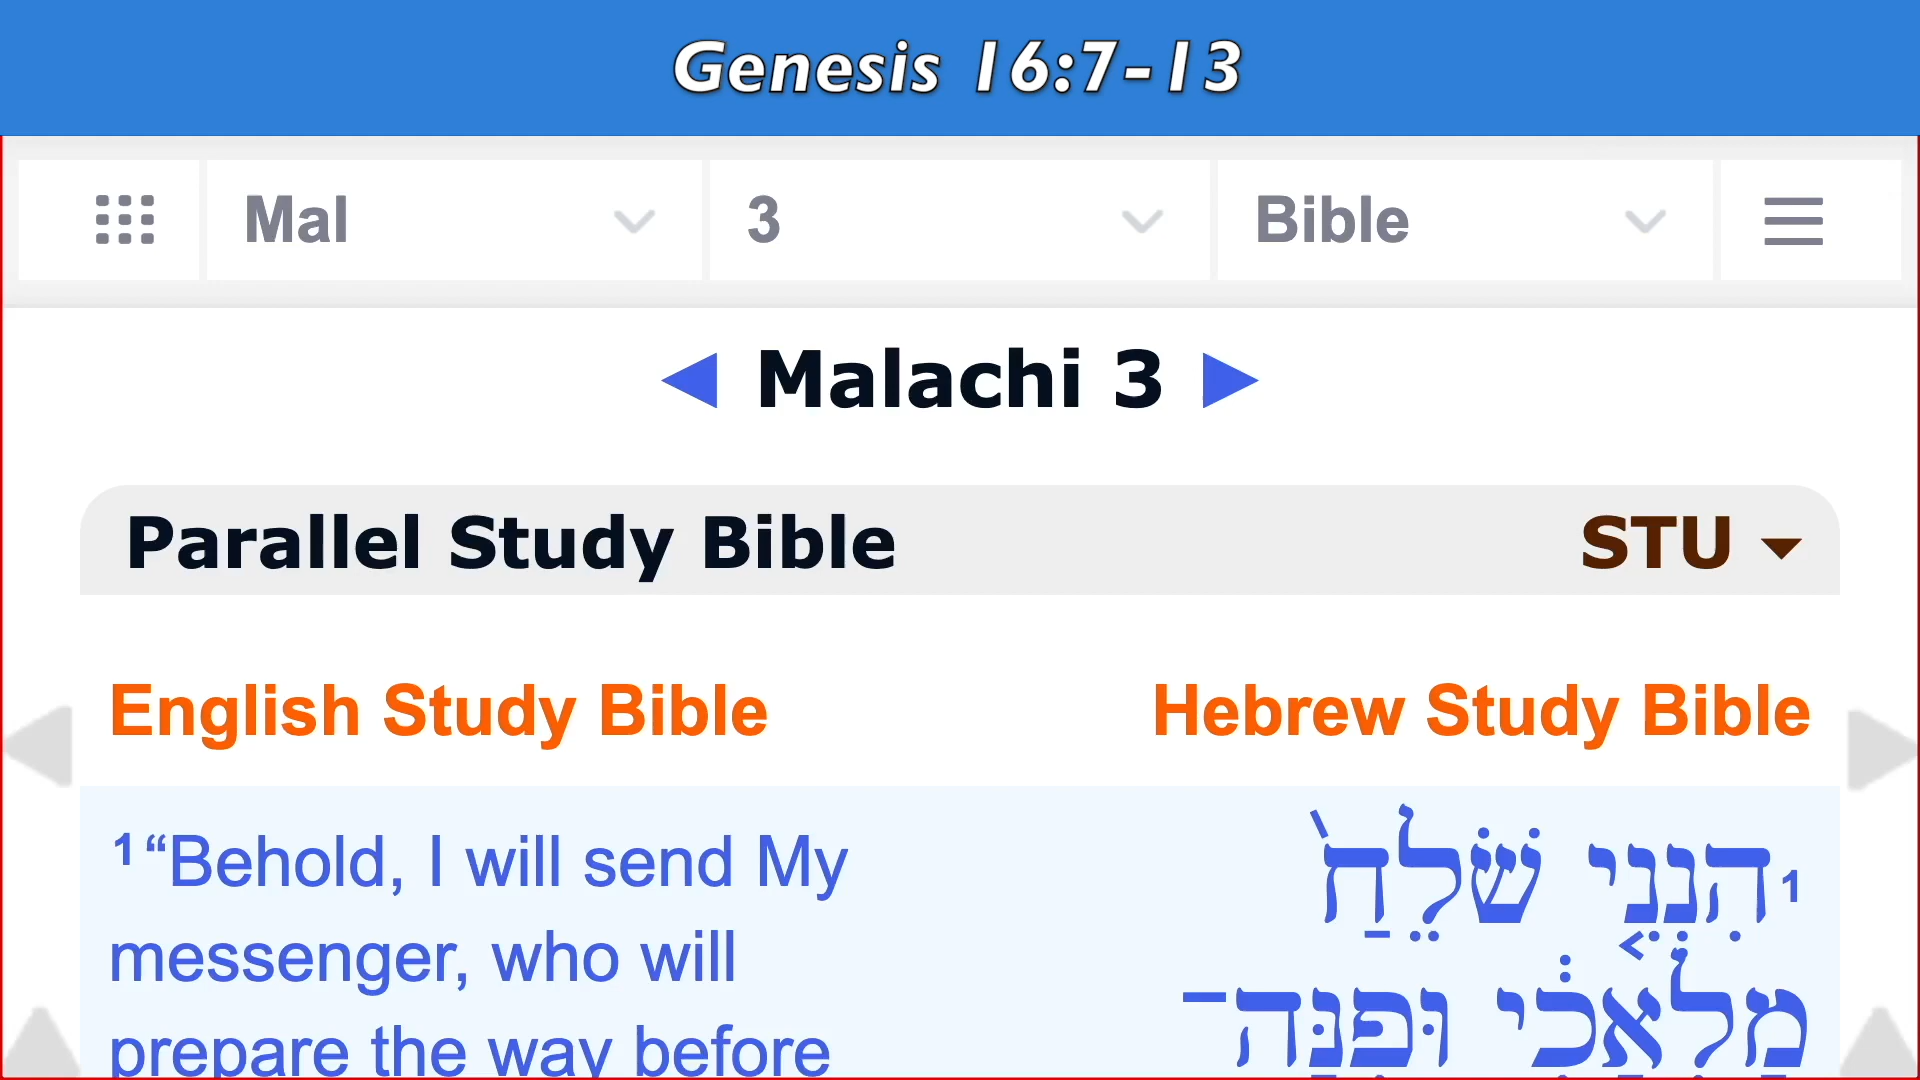 Genesis 16:7-13
Mal 3 Bible
Malachi 3
Parallel Study Bible STU
English Study Bible Hebrew Study Bible
1 “Behold, I will send My
messenger, who will
prepare the way before
1 הִנְנִ֤י שֹׁלֵחַ֙
מַלְאָכִ֔י וּפִנָּה־